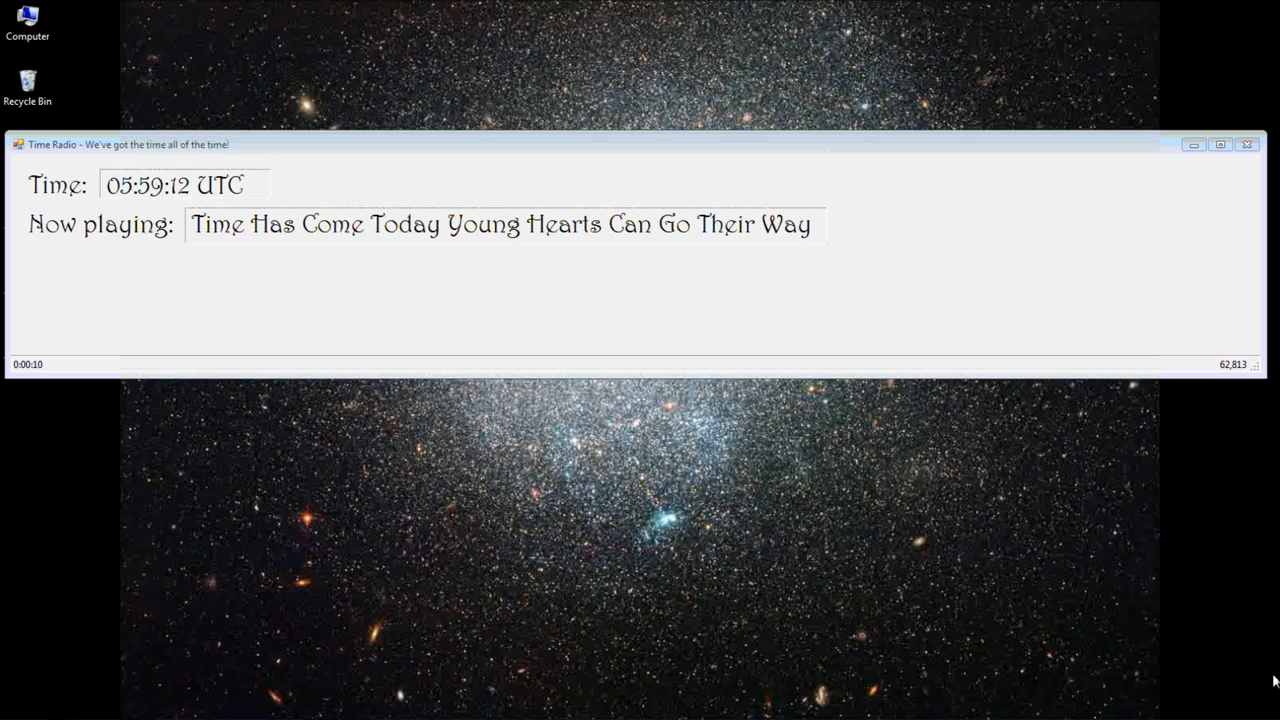 Computer
Recycle Bin
Time Radio - We've got the time all of the time!
Time: 05:59:12 UTC
Now playing: Time Has Come Today Young Hearts Can Go Their Way
0:00:10 62,813